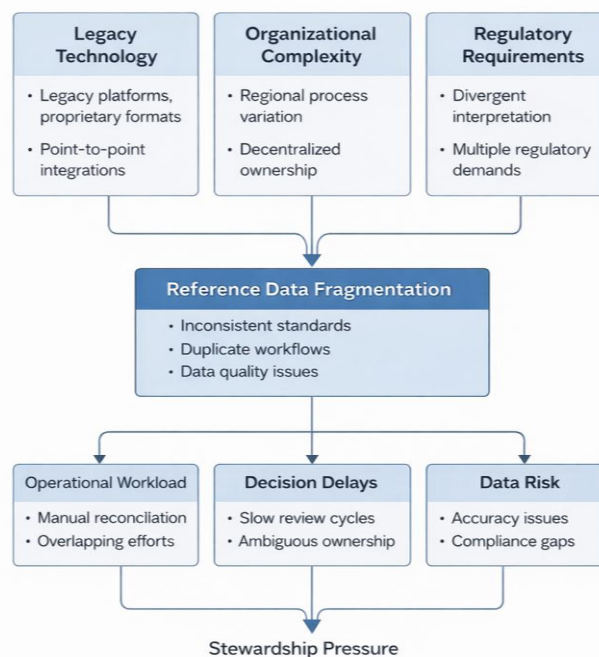 Legacy
Technology
• Legacy platforms,
proprietary formats
• Point-to-point
integrations
Organizational
Complexity
• Regional process
variation
• Decentralized
ownership
Regulatory
Requirements
• Divergent
interpretation
• Multiple regulatory
demands
Reference Data Fragmentation
• Inconsistent standards
• Duplicate workflows
• Data quality issues
Operational Workload
• Manual reconcliation
• Overlapping efforts
Decision Delays
• Slow review cycles
• Ambiguous ownership
Data Risk
• Accuracy issues
• Compliance gaps
Stewardship Pressure